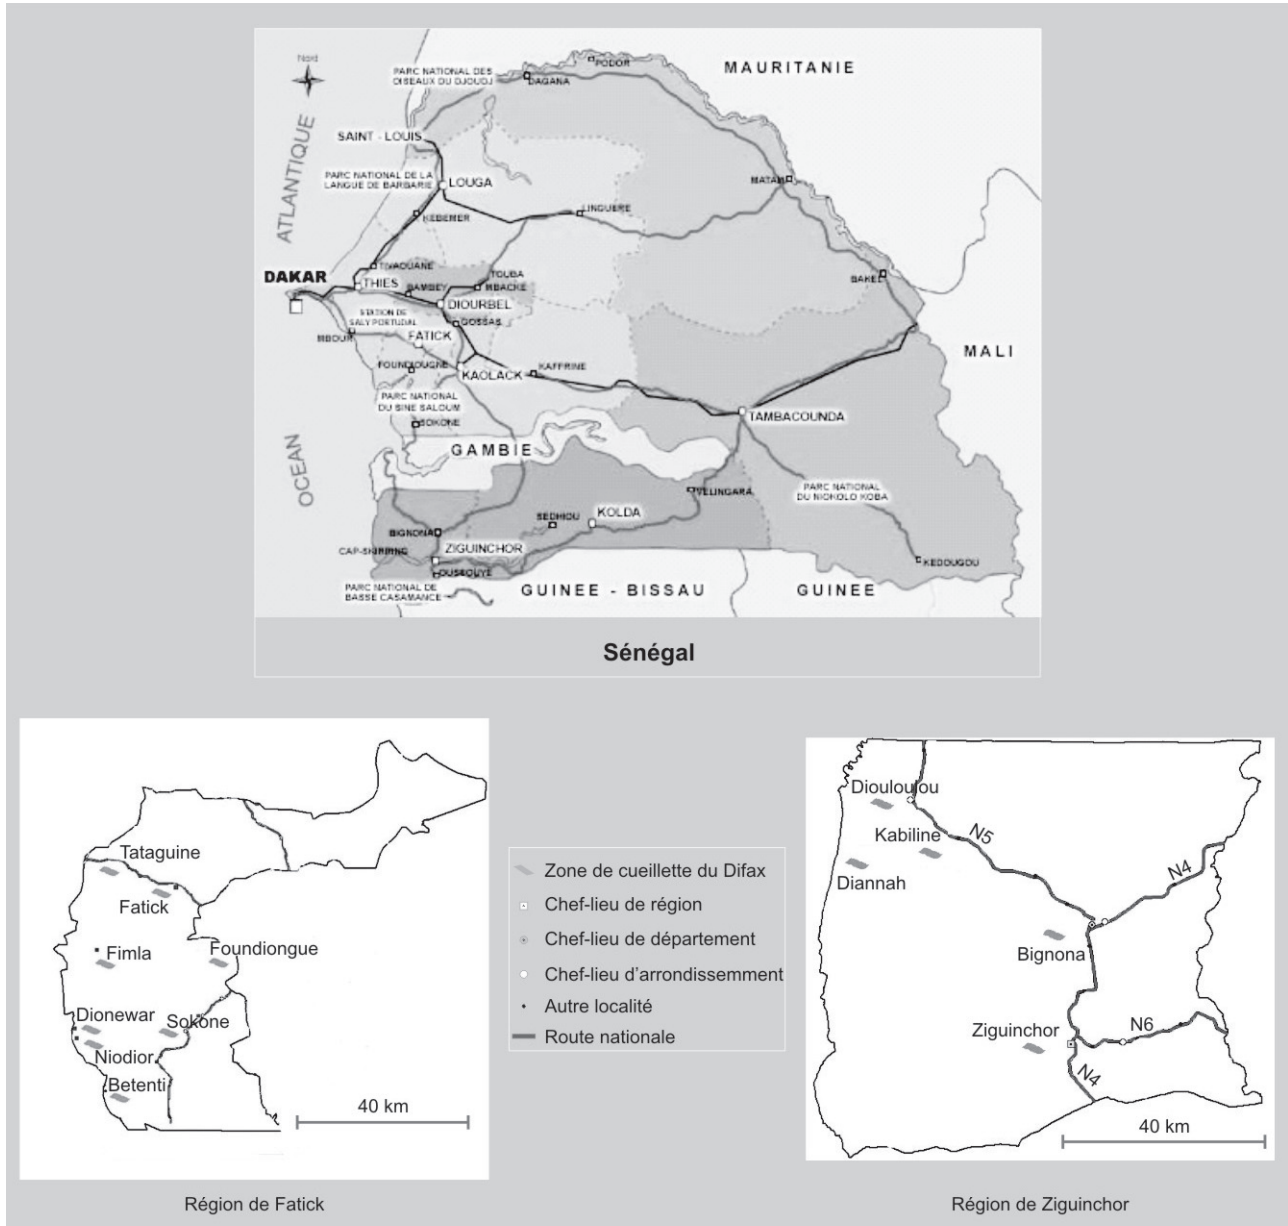 Nord
MAURITANIE
PODOR
PARC NATIONAL DES
OISEAUX DU DJOUDJ
DAGANA
ATLANTIQUE
SAINT - LOUIS
PARC NATIONAL DE LA
LANGUE DE BARBARIE
LOUGA
MATAM
KEBEMER
LINGUERE
DAKAR
TIVAOUANE
THIES
TOUBA
MBACKE
BAMBEY
BAKEL
DIOURBEL
STATION DE
SALY PORTUDAL
GOSSAS
MBOUR
FATICK
MALI
FOUNDIOUGNE
KAOLACK
KAFFRINE
PARC NATIONAL
DU SINE SALOUM
SOKONE
TAMBACOUNDA
OCEAN
GAMBIE
PARC NATIONAL
DU NIOKOLO KOBA
VELINGARA
SEDHIOU
KOLDA
BIGNONA
CAP-SKIRRING
ZIGUINCHOR
OUSSOUYE
KEDOUGOU
PARC NATIONAL DE
BASSE CASAMANCE
GUINEE - BISSAU
GUINEE
Sénégal
Tataguine
Fatick
Fimla
Foundiongue
Dionewar
Sokone
Niodior
Betenti
40 km
Région de Fatick
Zone de cueillette du Difax
Chef-lieu de région
Chef-lieu de département
Chef-lieu d'arrondissemment
Autre localité
Route nationale
Diouloulou
Kabiline
N5
Diannah
N4
Bignona
Ziguinchor
N6
N4
40 km
Région de Ziguinchor